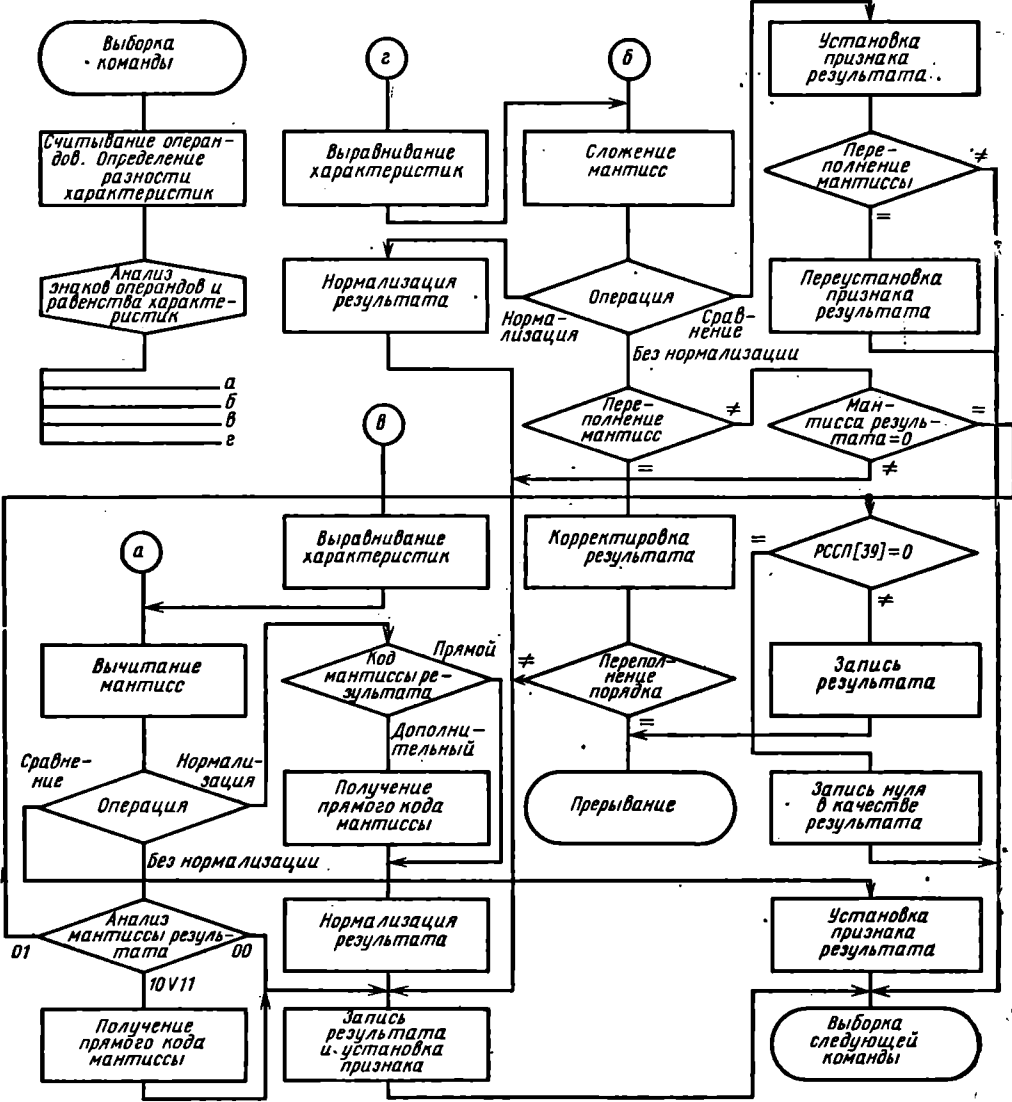 Выборка
команды
Считывание операн-
дов. Определение
разности
характеристик
Анализ
знаков операндов и
равенства характе-
ристик
а
б
в
г
г
Выравнивание
характеристик
Нормализация
результата
б
Сложение
мантисс
Операция
Норма-
лизация
Срав-
нение
Без нормализации
Пере-
полнение
мантисс
≠
=
Установка
признака
результата
Пере-
полнение
мантиссы
≠
=
Переустановка
признака
результата
Ман-
тисса резуль-
тата=0
=
≠
в
Выравнивание
характеристик
Корректировка
результата
=
РССП[39]=0
≠
а
Вычитание
мантисс
Код
мантиссы ре-
зультата
Прямой
Дополни-
тельный
≠
Перепол-
нение
порядка
=
Запись
результата
Сравне-
ние
Нормали-
зация
Операция
Без нормализации
Получение
прямого кода
мантиссы
Прерывание
Запись нуля
в качестве
результата
Анализ
мантиссы резуль-
тата
01
00
10V11
Нормализация
результата
Установка
признака
результата
Получение
прямого кода
мантиссы
Запись
результата
и установка
признака
Выборка
следующей
команды